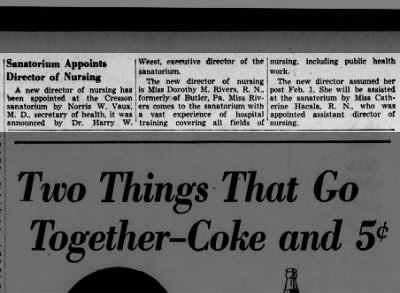 Sanatorium Appoints
Director of Nursing
A new director of nursing has
been appointed at the Cresson
sanatorium by Norris W. Vaux,
M. D., secretary of health, it was
announced by Dr. Harry W.
Weest, executive director of the
sanatorium.
The new director of nursing
is Miss Dorothy M. Rivers, R. N.,
formerly of Butler, Pa. Miss Riv-
ers comes to the sanatorium with
a vast experience of hospital
training covering all fields of
nursing, including public health
work.
The new director assumed her
post Feb. 1. She will be assisted
at the sanatorium by Miss Cath-
erine Hacala, R. N., who was
appointed assistant director of
nursing.
Two Things That Go
Together–Coke and 5¢